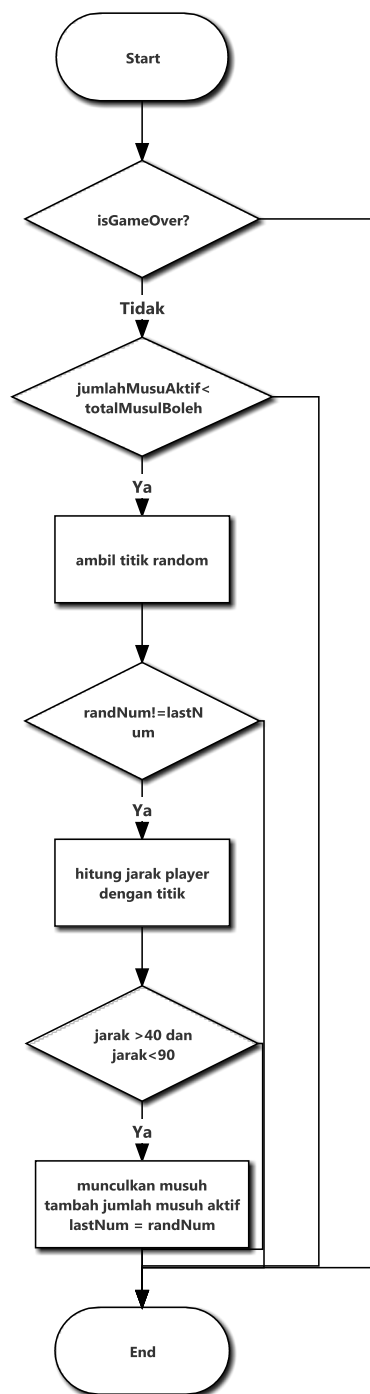 Start
isGameOver?
Tidak
jumlahMusuAktif<
totalMusulBoleh
Ya
ambil titik random
randNum!=lastN
um
Ya
hitung jarak player
dengan titik
jarak >40 dan
jarak<90
Ya
munculkan musuh
tambah jumlah musuh aktif
lastNum = randNum
End